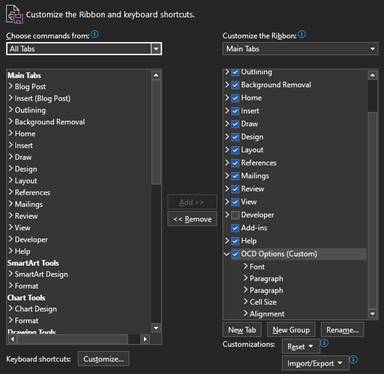 Customize the Ribbon and keyboard shortcuts.
Choose commands from:
All Tabs
Main Tabs
Blog Post
Insert (Blog Post)
Outlining
Background Removal
Home
Insert
Draw
Design
Layout
References
Mailings
Review
View
Developer
Help
SmartArt Tools
SmartArt Design
Format
Chart Tools
Chart Design
Format
Drawing Tools
Keyboard shortcuts:
Customize...
Add >>
<< Remove
Customize the Ribbon:
Main Tabs
Outlining
Background Removal
Home
Insert
Draw
Design
Layout
References
Mailings
Review
View
Developer
Add-ins
Help
OCD Options (Custom)
Font
Paragraph
Paragraph
Cell Size
Alignment
New Tab
New Group
Rename...
Customizations:
Reset
Import/Export